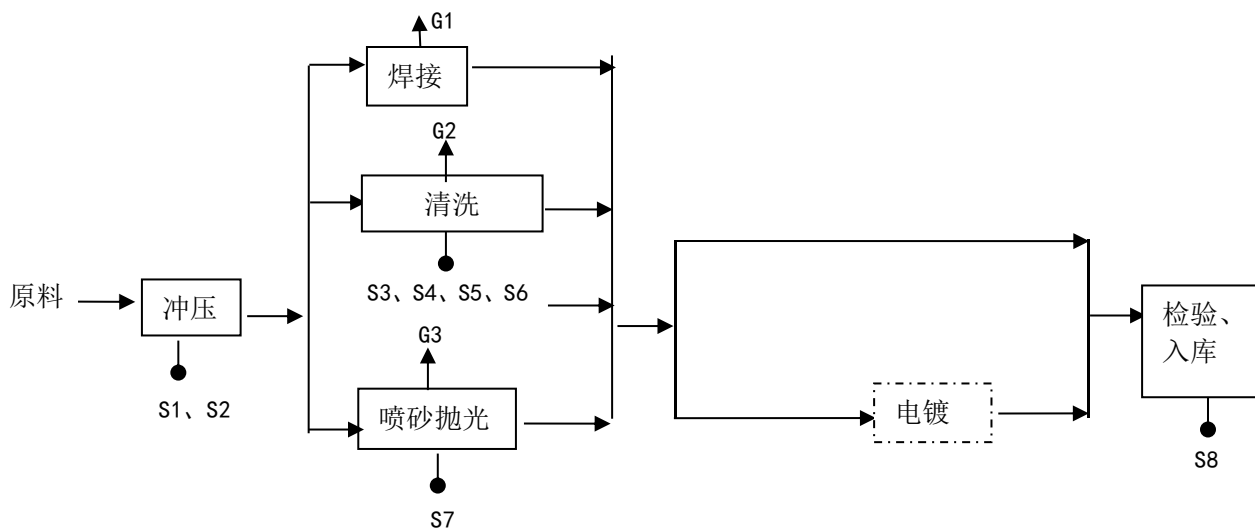 G1
焊接
G2
清洗
S3、S4、S5、S6
原料
冲压
S1、S2
G3
喷砂抛光
S7
电镀
检验、
入库
S8